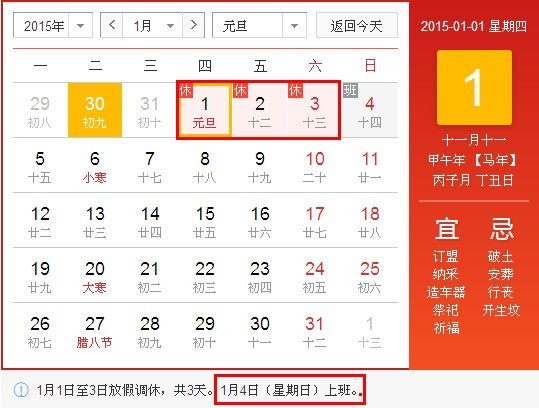 2015年 < 1月 > 元旦 返回今天
一 二 三 四 五 六 日
29 30 31 休 1 休 2 休 3 班 4
初八 初九 初十 元旦 十二 十三 十四
5 6 7 8 9 10 11
十五 小寒 十七 十八 十九 二十 廿一
12 13 14 15 16 17 18
廿二 廿三 廿四 廿五 廿六 廿七 廿八
19 20 21 22 23 24 25
廿九 大寒 初二 初三 初四 初五 初六
26 27 28 29 30 31 1
初七 腊八节 初九 初十 十一 十二 十三
2015-01-01 星期四
1
十一月十一
甲午年【马年】
丙子月 丁丑日
宜 忌
订盟 破土
纳采 安葬
造车器 行丧
祭祀 开生坟
祈福
1月1日至3日放假调休，共3天。1月4日（星期日）上班。